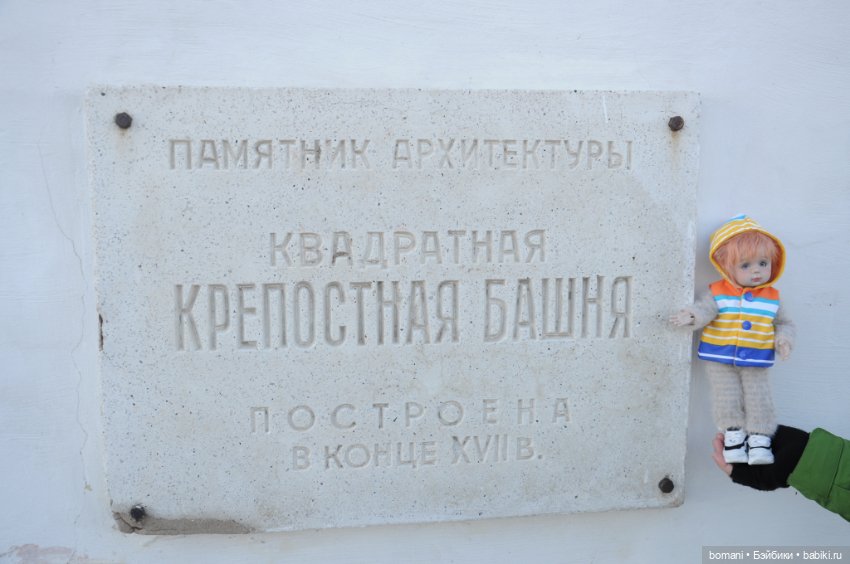 ПАМЯТНИК АРХИТЕКТУРЫ
КВАДРАТНАЯ
КРЕПОСТНАЯ БАШНЯ
ПОСТРОЕНА
В КОНЦЕ XVII В.
bomani • Бэйбики • babiki.ru